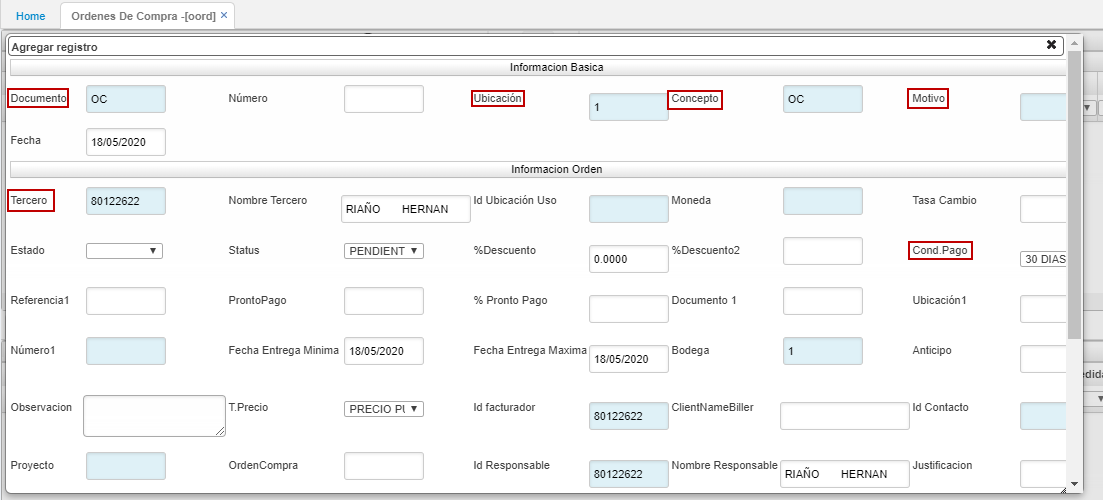 Home Ordenes De Compra -[oord] ×
Agregar registro ✖
Informacion Basica
Documento OC Número Ubicación 1 Concepto OC Motivo
Fecha 18/05/2020
Informacion Orden
Tercero 80122622 Nombre Tercero RIAÑO HERNAN Id Ubicación Uso Moneda Tasa Cambio
Estado Status PENDIENT %Descuento 0.0000 %Descuento2 Cond.Pago 30 DIAS
Referencia1 ProntoPago % Pronto Pago Documento 1 Ubicación1
Número1 Fecha Entrega Minima 18/05/2020 Fecha Entrega Maxima 18/05/2020 Bodega 1 Anticipo
Observacion T.Precio PRECIO Id facturador 80122622 ClientNameBiller Id Contacto
Proyecto OrdenCompra Id Responsable 80122622 Nombre Responsable RIAÑO HERNAN Justificacion